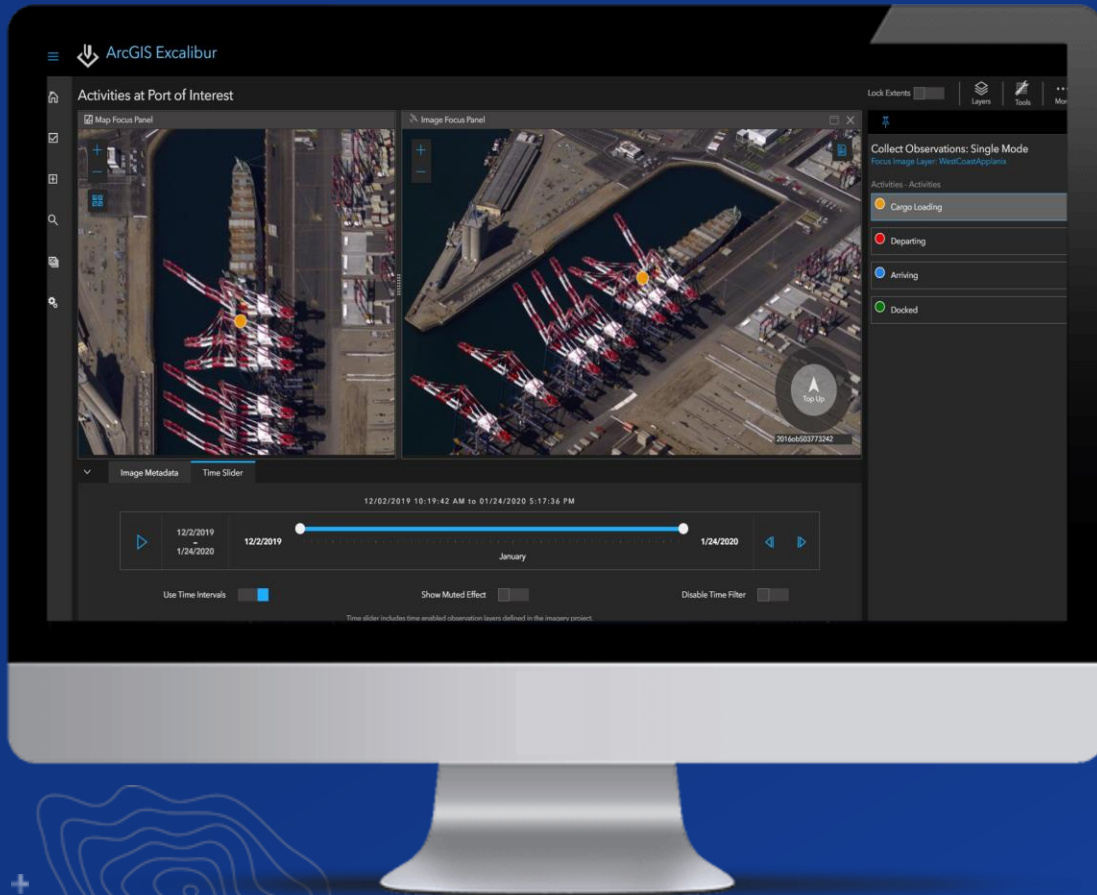 ArcGIS Excalibur
Activities at Port of Interest
Lock Extents
Layers
Tools
Map Focus Panel
Image Focus Panel
Top Up
2016ob503773242
Collect Observations: Single Mode
Focus Image Layer: WestCoastApplanix
Activities - Activities
Cargo Loading
Departing
Arriving
Docked
Image Metadata
Time Slider
12/02/2019 10:19:42 AM to 01/24/2020 5:17:36 PM
12/2/2019
–
1/24/2020
12/2/2019
January
1/24/2020
Use Time Intervals
Show Muted Effect
Disable Time Filter
Time slider includes time enabled observation layers defined in the imagery project.